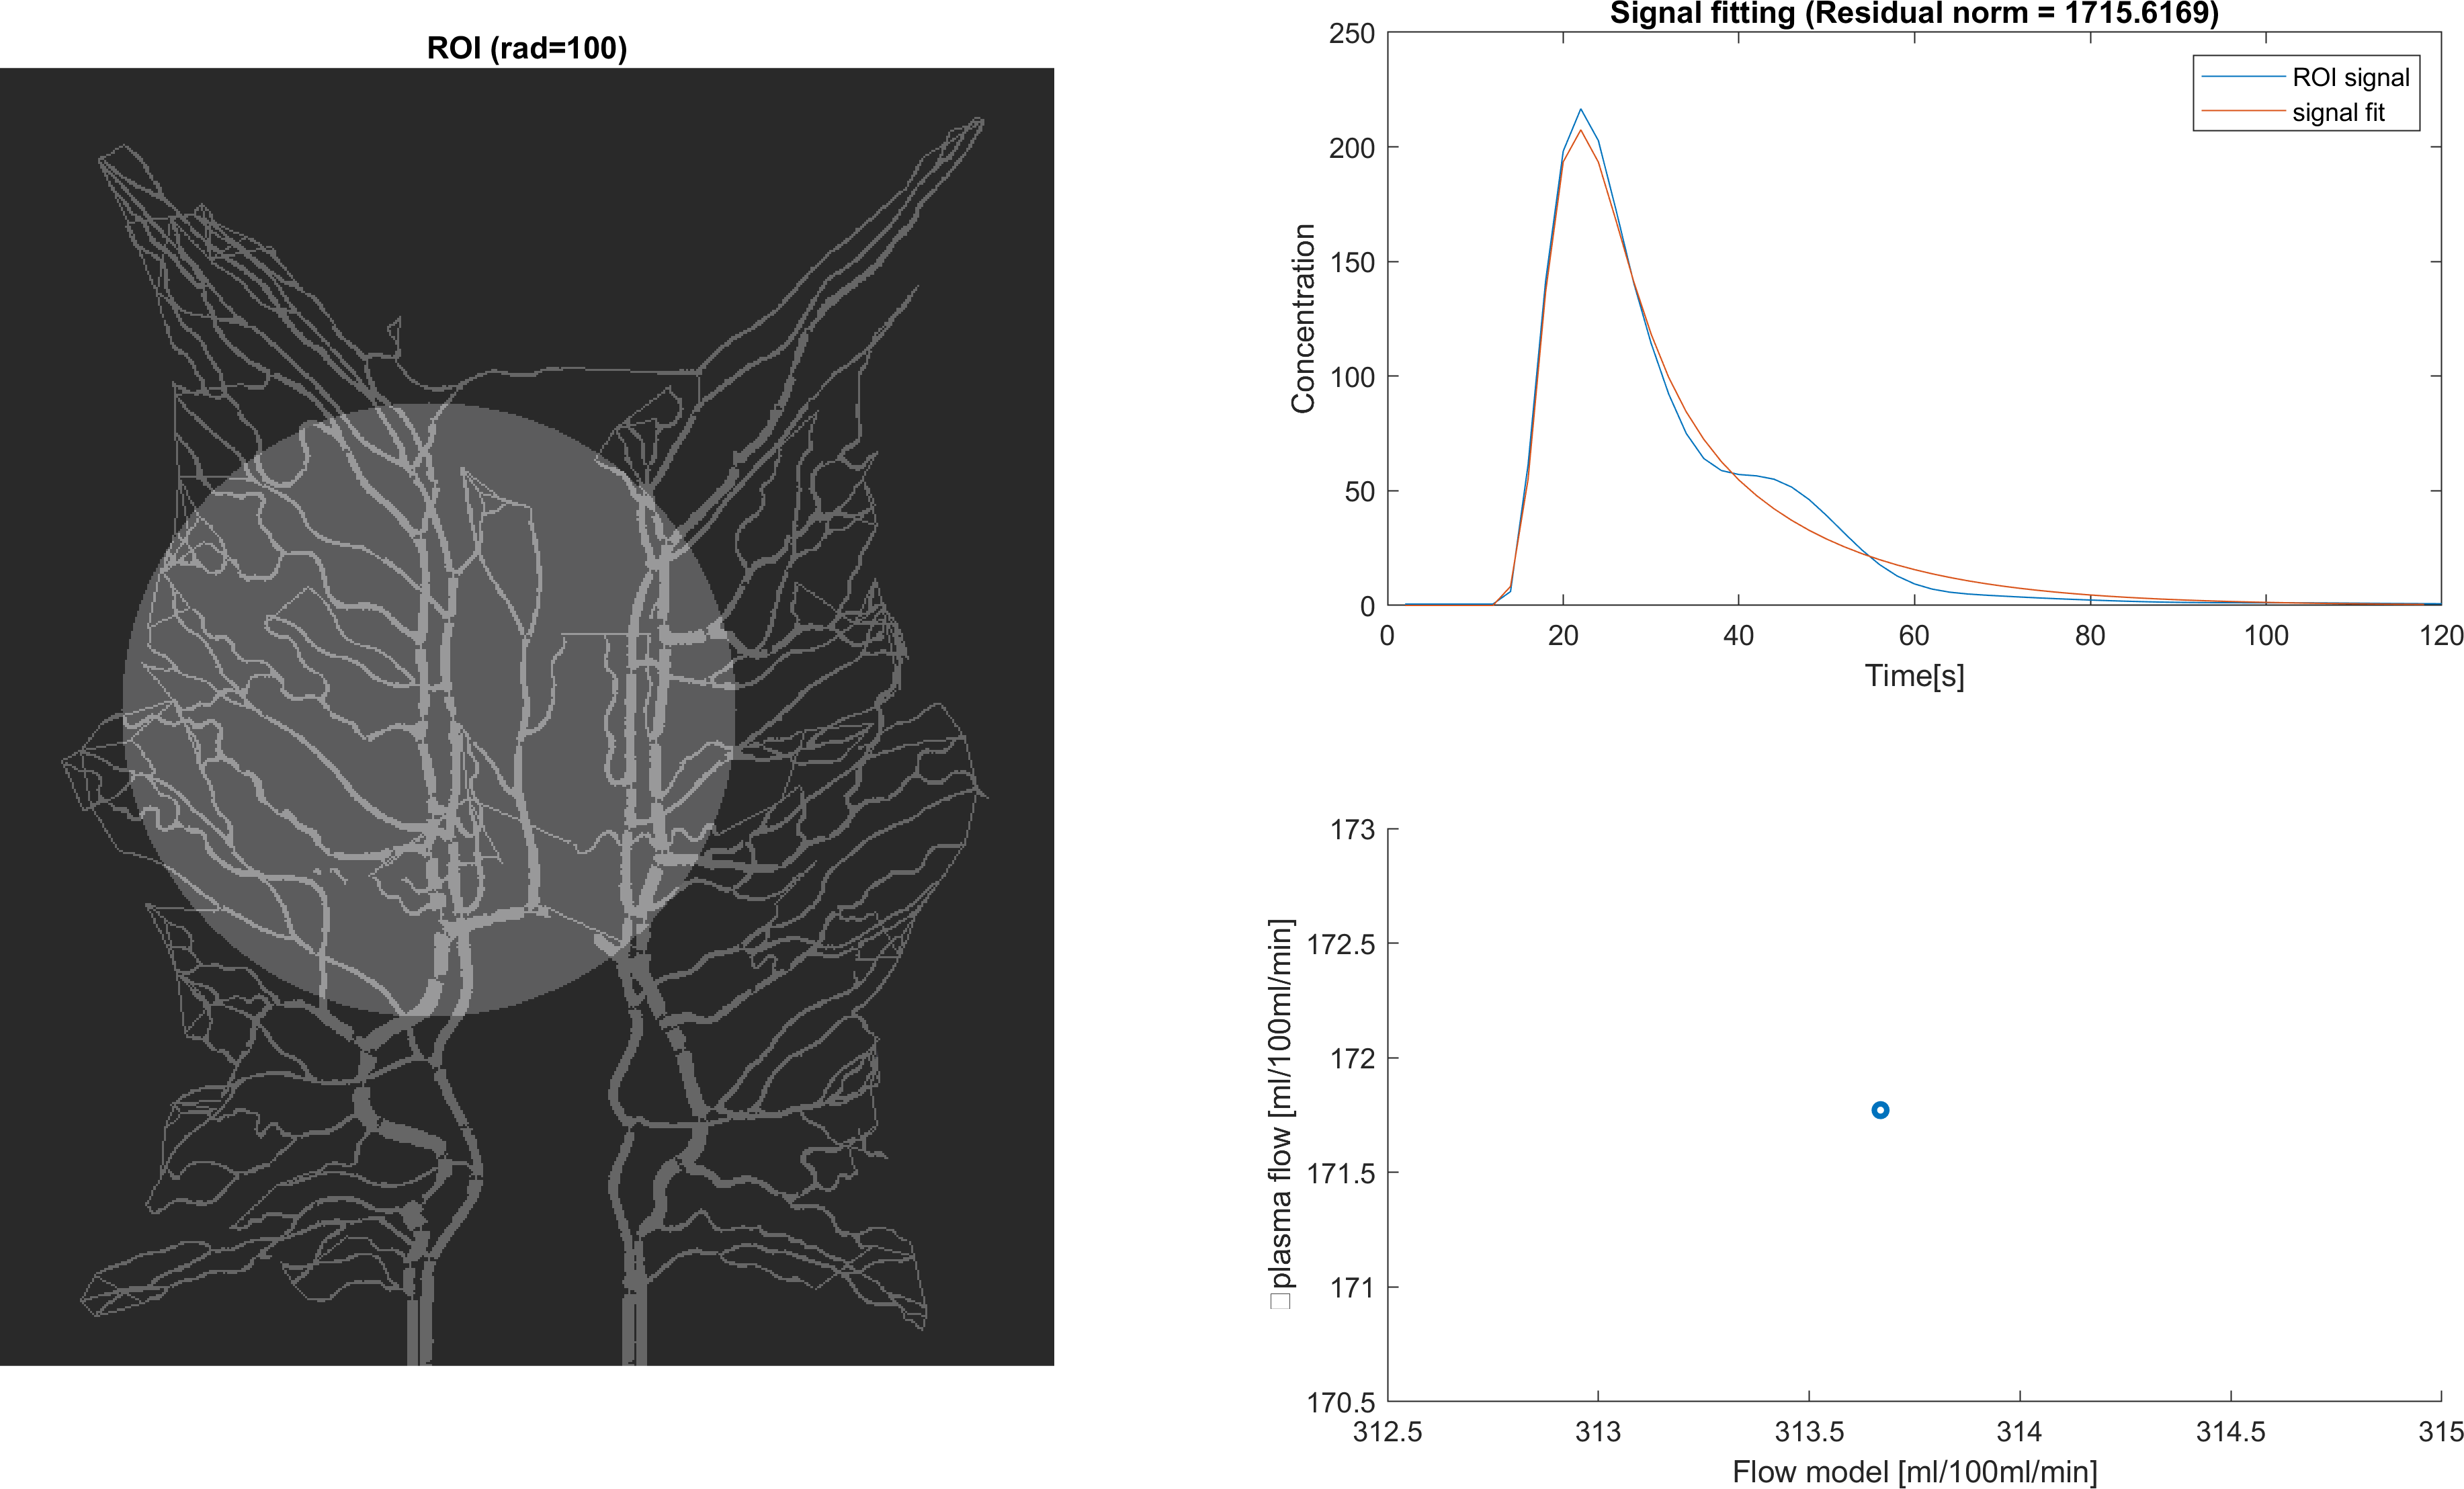 ROI (rad=100)
Signal fitting (Residual norm = 1715.6169)
250
200
150
100
50
0
0 20 40 60 80 100 120
Concentration
Time[s]
ROI signal
signal fit
173
172.5
172
171.5
171
170.5
312.5 313 313.5 314 314.5 315
□plasma flow [ml/100ml/min]
Flow model [ml/100ml/min]